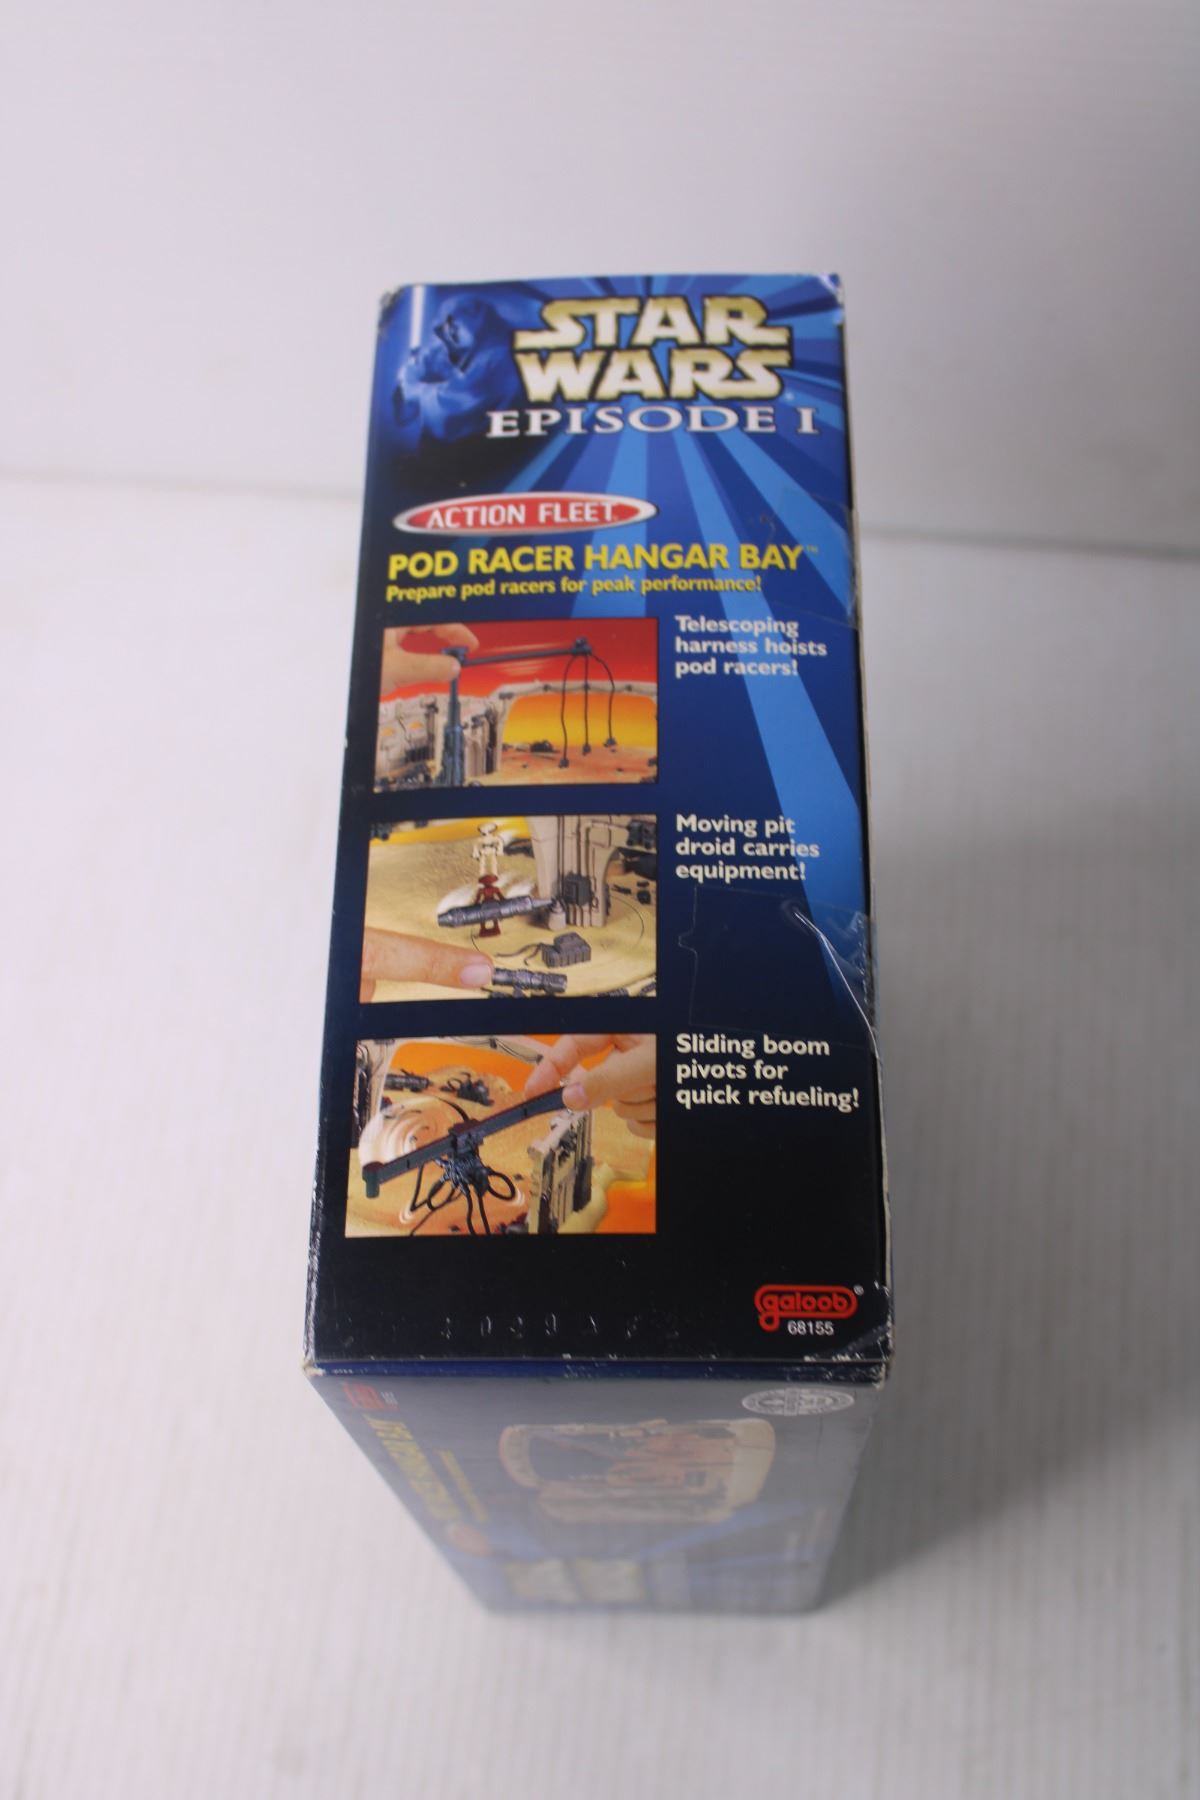 STAR
WARS
EPISODE I
ACTION FLEET
POD RACER HANGAR BAY™
Prepare pod racers for peak performance!
Telescoping
harness hoists
pod racers!
Moving pit
droid carries
equipment!
Sliding boom
pivots for
quick refueling!
galoob®
68155